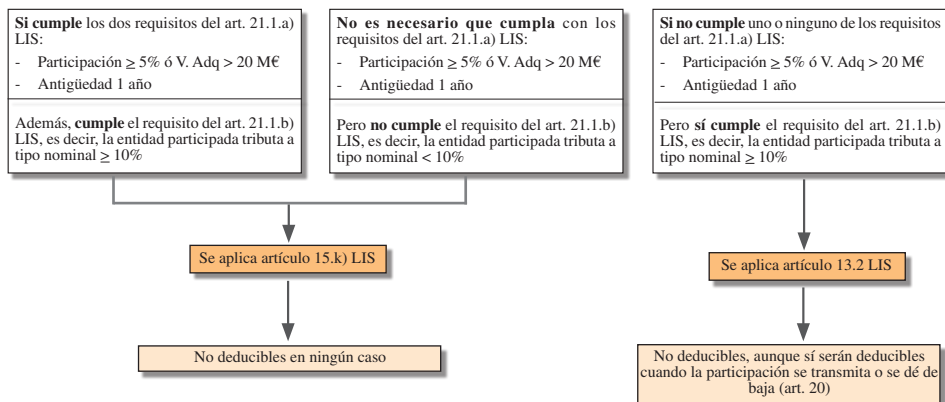 Si cumple los dos requisitos del art. 21.1.a)
LIS:
- Participación ≥ 5% ó V. Adq > 20 M€
- Antigüedad 1 año
Además, cumple el requisito del art. 21.1.b)
LIS, es decir, la entidad participada tributa a
tipo nominal ≥ 10%
No es necesario que cumpla con los
requisitos del art. 21.1.a) LIS:
- Participación ≥ 5% ó V. Adq > 20 M€
- Antigüedad 1 año
Pero no cumple el requisito del art. 21.1.b)
LIS, es decir, la entidad participada tributa a
tipo nominal < 10%
Si no cumple uno o ninguno de los requisitos
del art. 21.1.a) LIS:
- Participación ≥ 5% ó V. Adq > 20 M€
- Antigüedad 1 año
Pero sí cumple el requisito del art. 21.1.b)
LIS, es decir, la entidad participada tributa a
tipo nominal ≥ 10%
Se aplica artículo 15.k) LIS
Se aplica artículo 13.2 LIS
No deducibles en ningún caso
No deducibles, aunque sí serán deducibles
cuando la participación se transmita o se dé de
baja (art. 20)